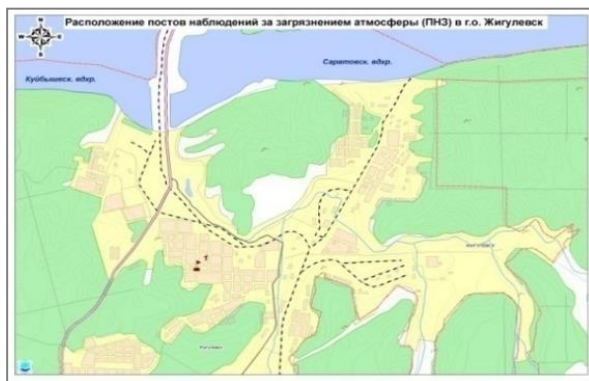 Расположение постов наблюдений за загрязнением атмосферы (ПНЗ) в г.о. Жигулевск
Саратовск. вдхр.
Куйбышевск. вдхр.